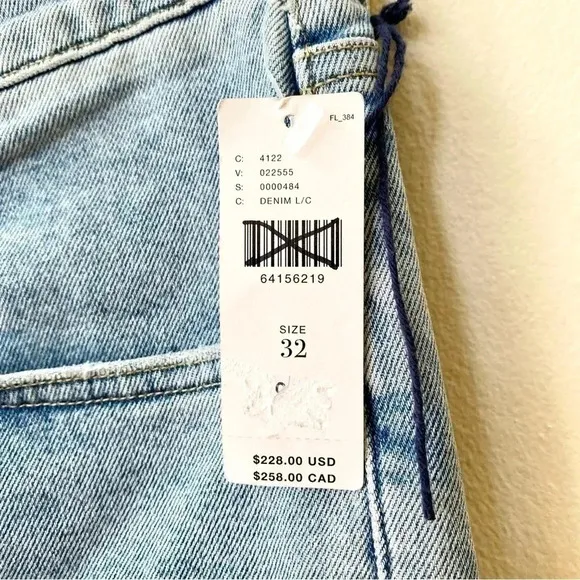 FL_384
C: 4122
V: 022555
S: 0000484
C: DENIM L/C
64156219
SIZE
32
$228.00 USD
$258.00 CAD